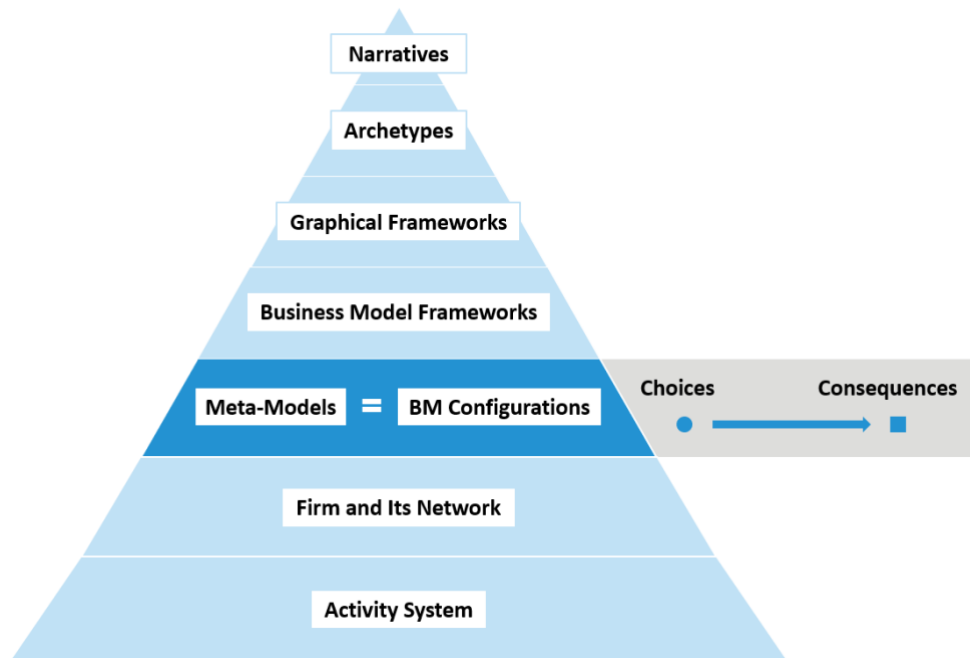 Narratives
Archetypes
Graphical Frameworks
Business Model Frameworks
Meta-Models = BM Configurations
Choices Consequences
Firm and Its Network
Activity System